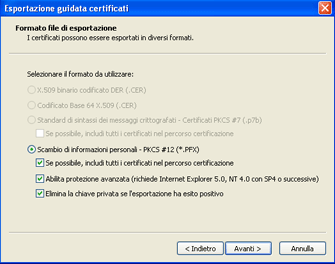 Esportazione guidata certificati
Formato file di esportazione
I certificati possono essere esportati in diversi formati.
Selezionare il formato da utilizzare:
X.509 binario codificato DER (.CER)
Codificato Base 64 X.509 (.CER)
Standard di sintassi dei messaggi crittografati - Certificati PKCS #7 (.p7b)
Se possibile, includi tutti i certificati nel percorso certificazione
Scambio di informazioni personali - PKCS #12 (*.PFX)
Se possibile, includi tutti i certificati nel percorso certificazione
Abilita protezione avanzata (richiede Internet Explorer 5.0, NT 4.0 con SP4 o successive)
Elimina la chiave privata se l'esportazione ha esito positivo
< Indietro
Avanti >
Annulla